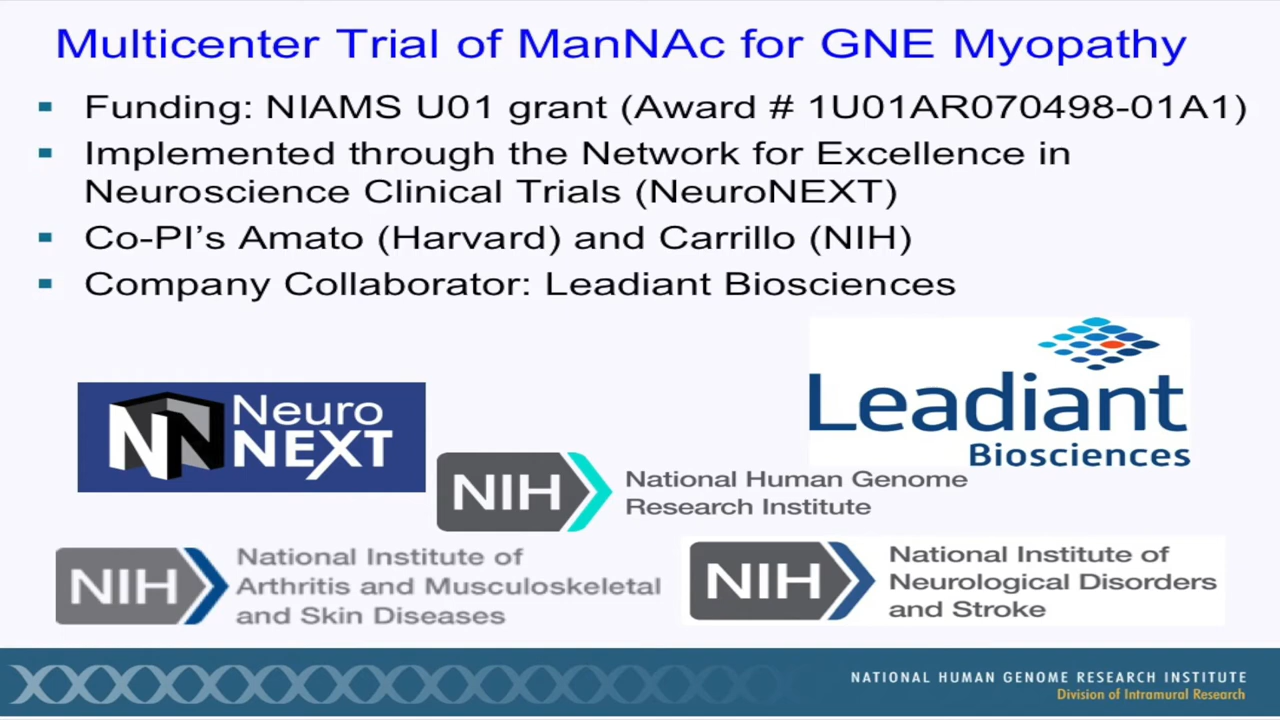 Multicenter Trial of ManNAc for GNE Myopathy
▪ Funding: NIAMS U01 grant (Award # 1U01AR070498-01A1)
▪ Implemented through the Network for Excellence in
Neuroscience Clinical Trials (NeuroNEXT)
▪ Co-PI’s Amato (Harvard) and Carrillo (NIH)
▪ Company Collaborator: Leadiant Biosciences
Leadiant
Biosciences
NN Neuro
NEXT
NIH National Human Genome
Research Institute
NIH National Institute of
Arthritis and Musculoskeletal
and Skin Diseases
NIH National Institute of
Neurological Disorders
and Stroke
NATIONAL HUMAN GENOME RESEARCH INSTITUTE
Division of Intramural Research